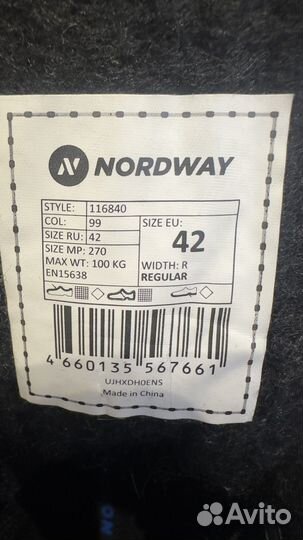 NORDWAY
STYLE: 116840
COL: 99
SIZE RU: 42
SIZE MP: 270
MAX WT: 100 KG
EN15638
SIZE EU:
42
WIDTH: R
REGULAR
4 660135 567661
UJHXDH0ENS
Made in China
NO
Avito